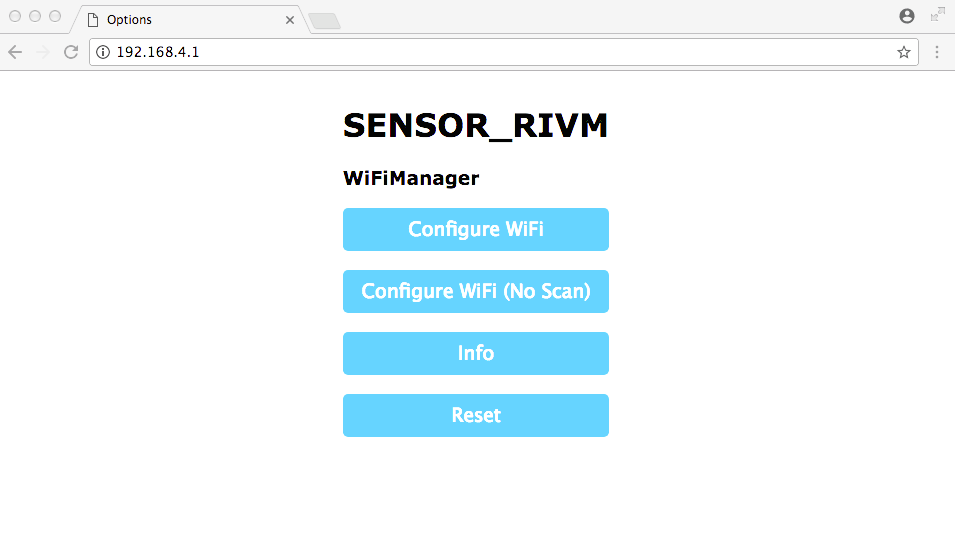 Options
192.168.4.1
SENSOR_RIVM
WiFiManager
Configure WiFi
Configure WiFi (No Scan)
Info
Reset